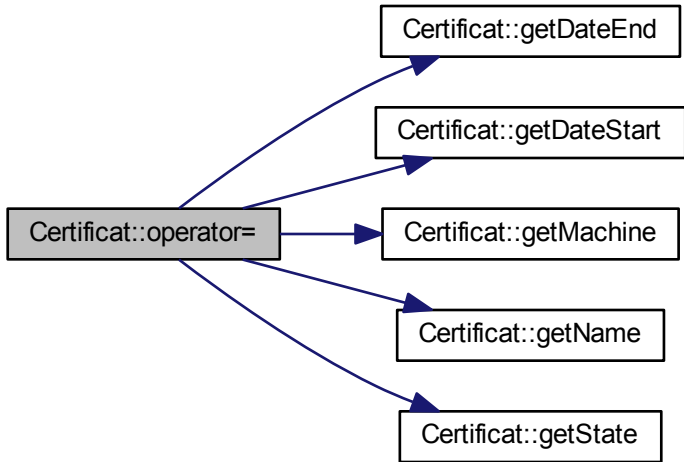 Certificat::getDateEnd
Certificat::getDateStart
Certificat::operator=
Certificat::getMachine
Certificat::getName
Certificat::getState